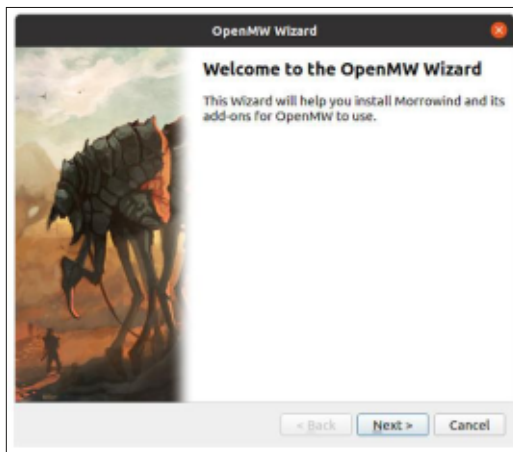 OpenMW Wizard
Welcome to the OpenMW Wizard
This Wizard will help you install Morrowind and its
add-ons for OpenMW to use.
< Back Next > Cancel